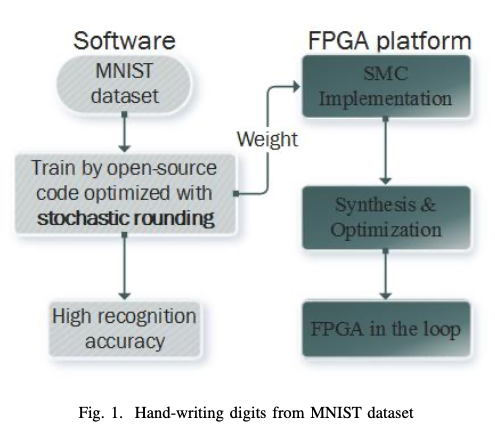 Software
MNIST
dataset
Train by open-source
code optimized with
stochastic rounding
High recognition
accuracy
Weight
FPGA platform
SMC
Implementation
Synthesis &
Optimization
FPGA in the loop
Fig. 1. Hand-writing digits from MNIST dataset